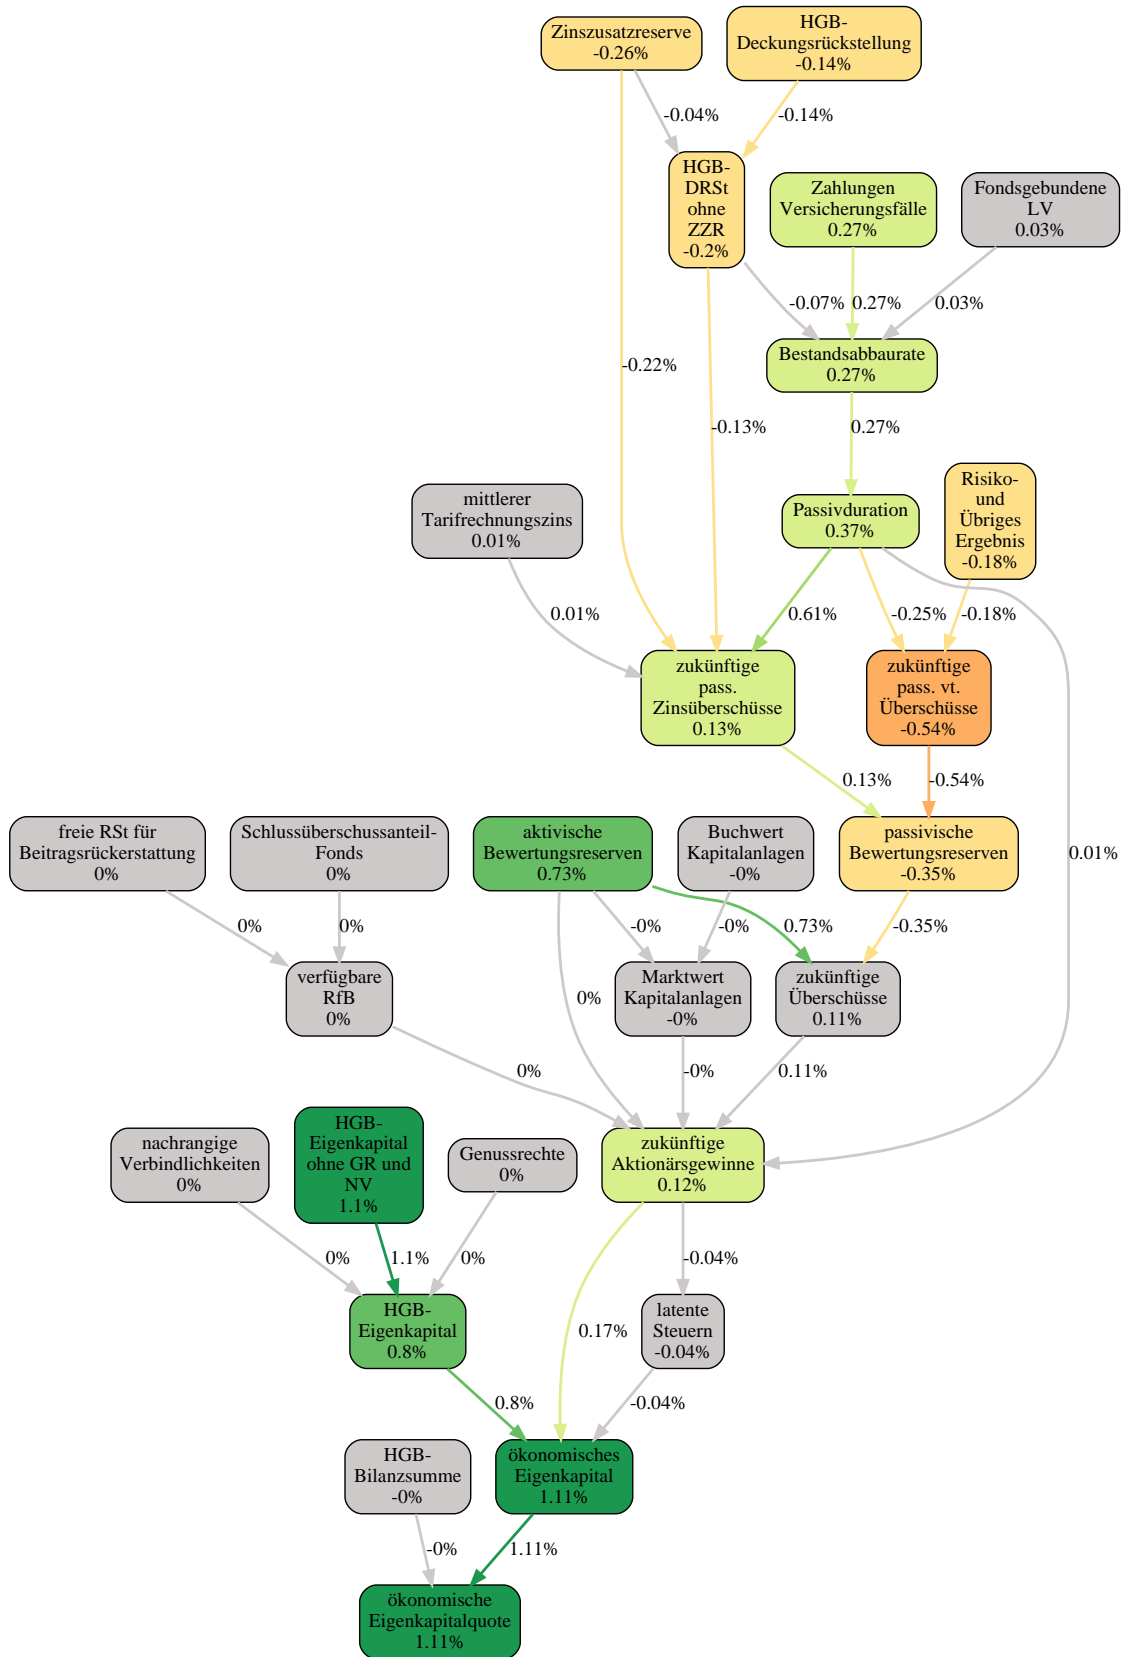 Zinszusatzreserve
-0.26%
HGB-
Deckungsrückstellung
-0.14%
-0.04%
-0.14%
HGB-
DRSt
ohne
ZZR
-0.2%
Zahlungen
Versicherungsfälle
0.27%
Fondsgebundene
LV
0.03%
-0.07%
0.27%
0.03%
Bestandsabbaurate
0.27%
-0.22%
-0.13%
0.27%
mittlerer
Tarifrechnungszins
0.01%
Passivduration
0.37%
Risiko-
und
Übriges
Ergebnis
-0.18%
0.01%
0.61%
-0.25%
-0.18%
zukünftige
pass.
Zinsüberschüsse
0.13%
zukünftige
pass. vt.
Überschüsse
-0.54%
0.13%
-0.54%
freie RSt für
Beitragsrückerstattung
0%
Schlussüberschussanteil-
Fonds
0%
aktivische
Bewertungsreserven
0.73%
Buchwert
Kapitalanlagen
-0%
passivische
Bewertungsreserven
-0.35%
0.01%
0%
0%
-0%
-0%
0.73%
-0.35%
verfügbare
RfB
0%
0%
Marktwert
Kapitalanlagen
-0%
zukünftige
Überschüsse
0.11%
0%
-0%
0.11%
nachrangige
Verbindlichkeiten
0%
HGB-
Eigenkapital
ohne GR und
NV
1.1%
Genussrechte
0%
zukünftige
Aktionärsgewinne
0.12%
0%
1.1%
0%
-0.04%
HGB-
Eigenkapital
0.8%
0.17%
latente
Steuern
-0.04%
0.8%
-0.04%
HGB-
Bilanzsumme
-0%
ökonomisches
Eigenkapital
1.11%
-0%
1.11%
ökonomische
Eigenkapitalquote
1.11%